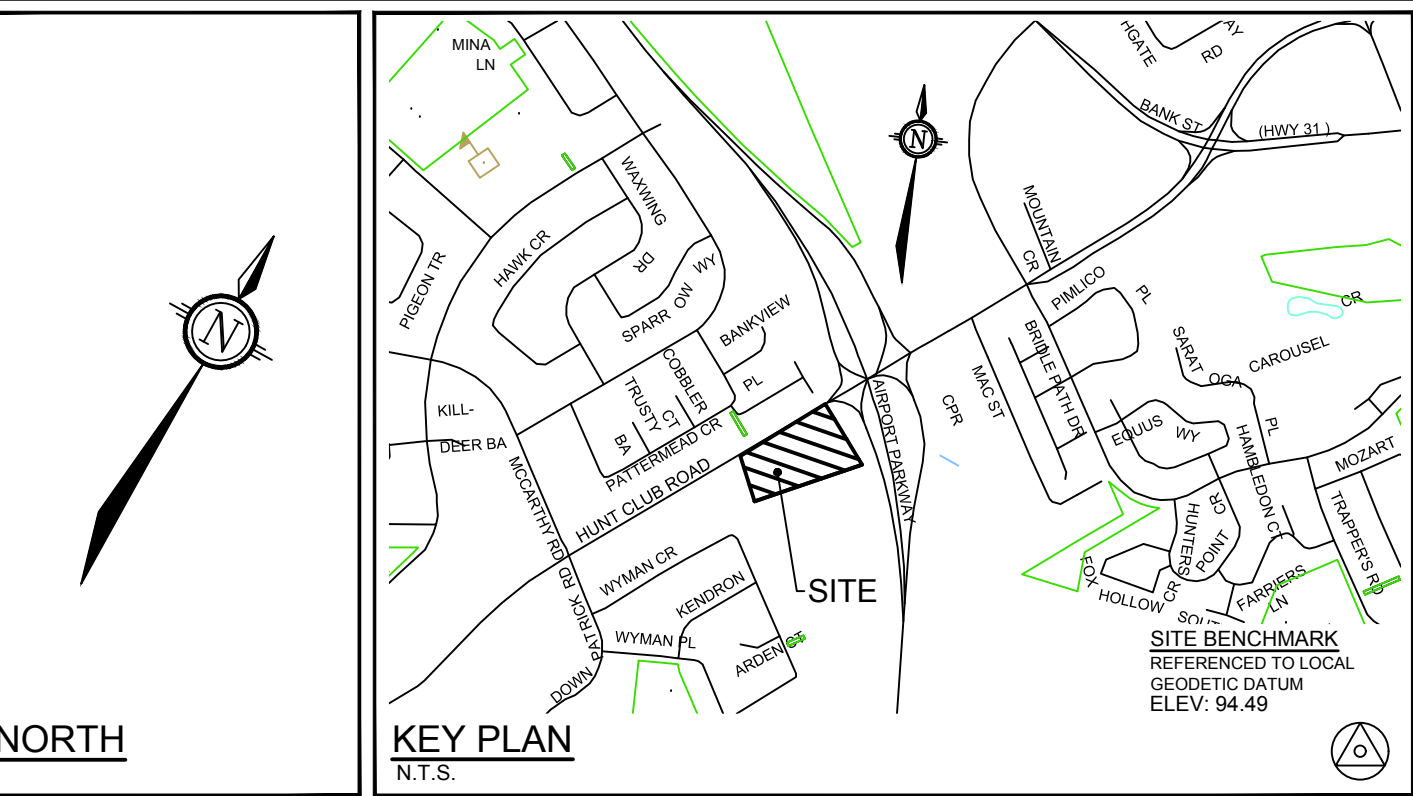 N
NORTH
MINA
LN
HGATE
AY
RD
BANK ST
(HWY 31 )
N
WAXWING
DR
HAWK CR
PIGEON TR
SPARR OW WY
BANKVIEW
PL
COBBLER
CT
TRUSTY
BA
PATTERMEAD CR
HUNT CLUB ROAD
KILL-
DEER BA
MCCARTHY RD
DOWN PATRICK RD
WYMAN CR
KENDRON
WYMAN PL
ARDEN CT
SITE
AIRPORT PARKWAY
CPR
MAC ST
MOUNTAIN
CR
PIMLICO
PL
BRIDLE PATH DR
SARAT OGA
PL
CAROUSEL
CR
EQUUS WY
HAMBLEDON CT
MOZART
TRAPPER'S RD
HUNTERS
POINT
CR
FOX
HOLLOW CR
FARRIERS
LN
SOUT
SITE BENCHMARK
REFERENCED TO LOCAL
GEODETIC DATUM
ELEV: 94.49
KEY PLAN
N.T.S.